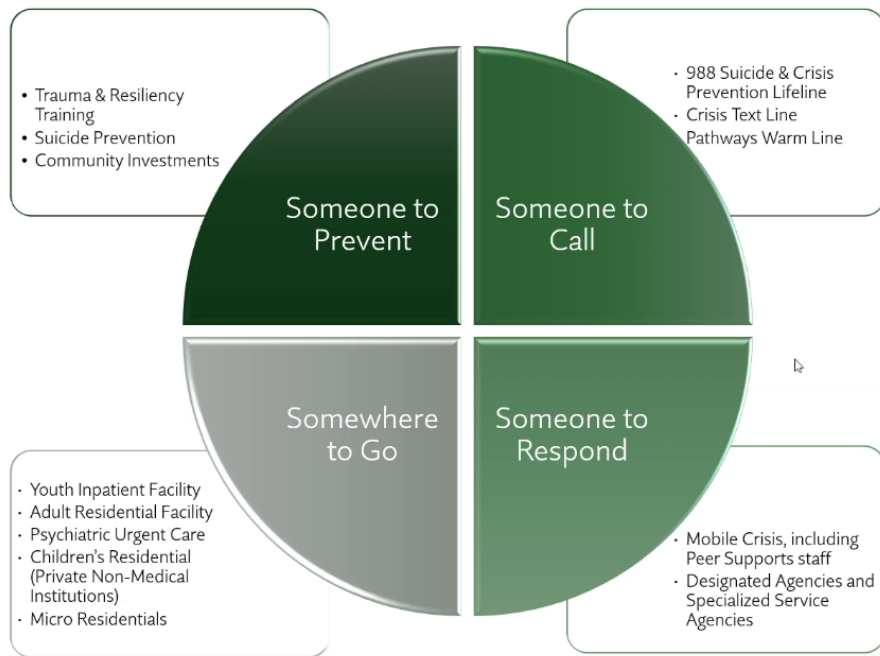 • Trauma & Resiliency
Training
• Suicide Prevention
• Community Investments
Someone to
Prevent
• 988 Suicide & Crisis
Prevention Lifeline
• Crisis Text Line
Pathways Warm Line
Someone to
Call
Somewhere
to Go
• Youth Inpatient Facility
• Adult Residential Facility
• Psychiatric Urgent Care
• Children's Residential
(Private Non-Medical
Institutions)
• Micro Residentials
Someone to
Respond
• Mobile Crisis, including
Peer Supports staff
• Designated Agencies and
Specialized Service
Agencies